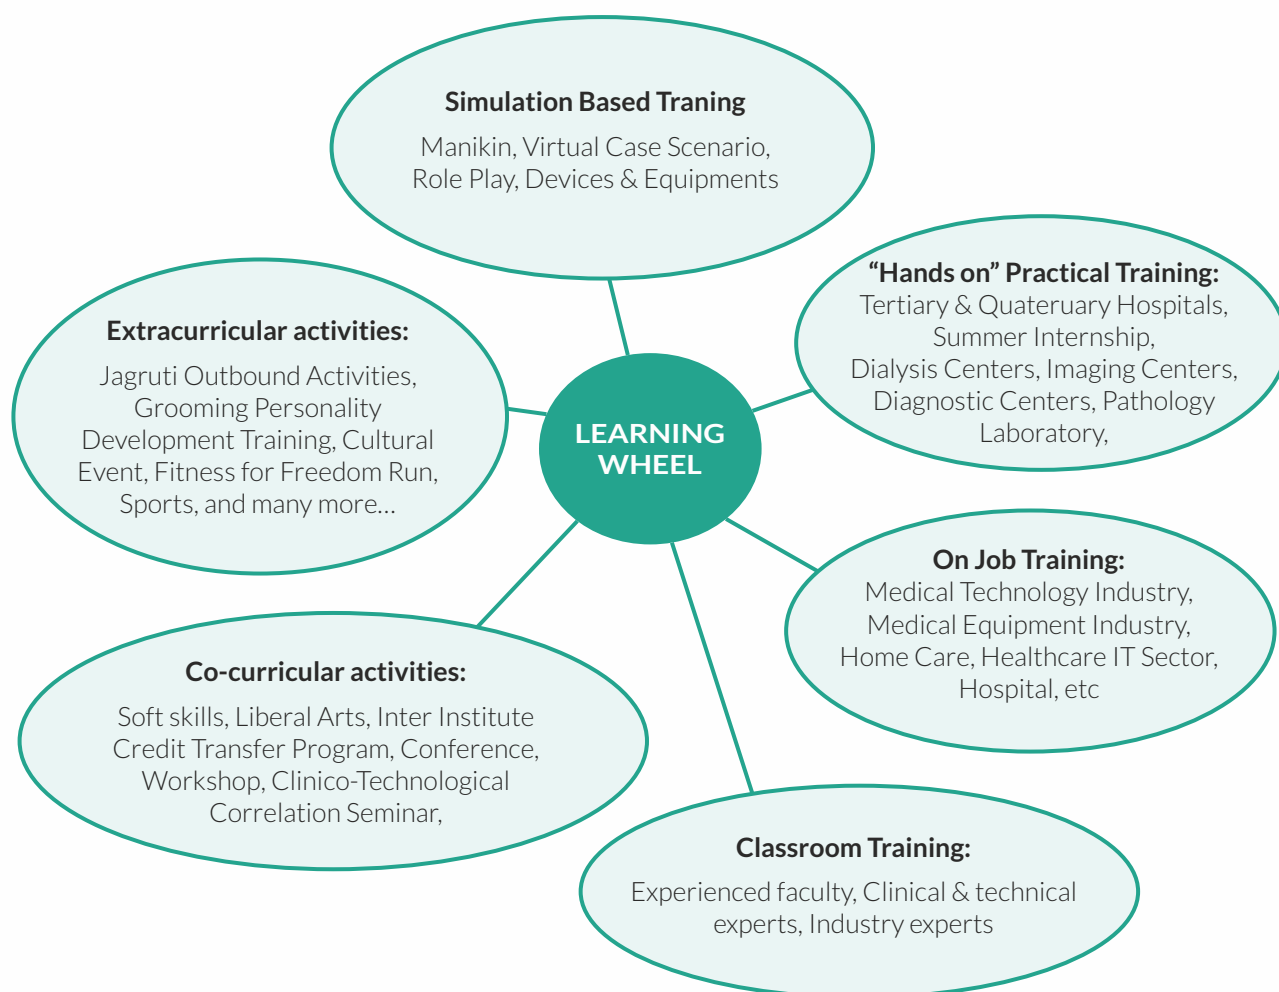 Simulation Based Traning
Manikin, Virtual Case Scenario,
Role Play, Devices & Equipments
“Hands on” Practical Training:
Tertiary & Quateruary Hospitals,
Summer Internship,
Dialysis Centers, Imaging Centers,
Diagnostic Centers, Pathology
Laboratory,
Extracurricular activities:
Jagruti Outbound Activities,
Grooming Personality
Development Training, Cultural
Event, Fitness for Freedom Run,
Sports, and many more...
LEARNING
WHEEL
On Job Training:
Medical Technology Industry,
Medical Equipment Industry,
Home Care, Healthcare IT Sector,
Hospital, etc
Co-curricular activities:
Soft skills, Liberal Arts, Inter Institute
Credit Transfer Program, Conference,
Workshop, Clinico-Technological
Correlation Seminar,
Classroom Training:
Experienced faculty, Clinical & technical
experts, Industry experts